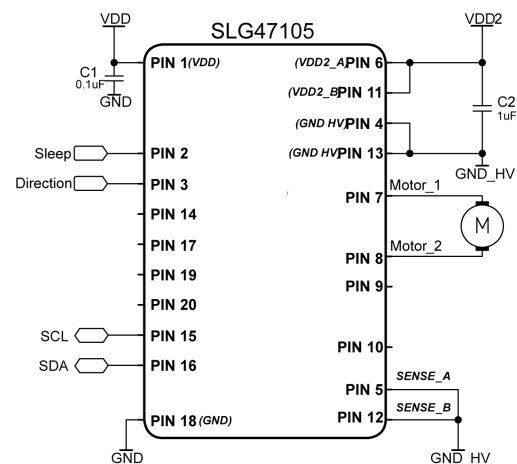 VDD
VDD2
SLG47105
C1
0.1uF
GND
PIN 1(VDD)
(VDD2_A)PIN 6
(VDD2_B)PIN 11
C2
1uF
(GND HV)PIN 4
Sleep
PIN 2
(GND HV)PIN 13
GND_HV
Direction
PIN 3
PIN 7
Motor_1
M
PIN 14
PIN 17
PIN 8
Motor_2
PIN 19
PIN 9
PIN 20
SCL
PIN 15
PIN 10
SDA
PIN 16
PIN 5
SENSE_A
PIN 18(GND)
PIN 12
SENSE_B
GND
GND HV